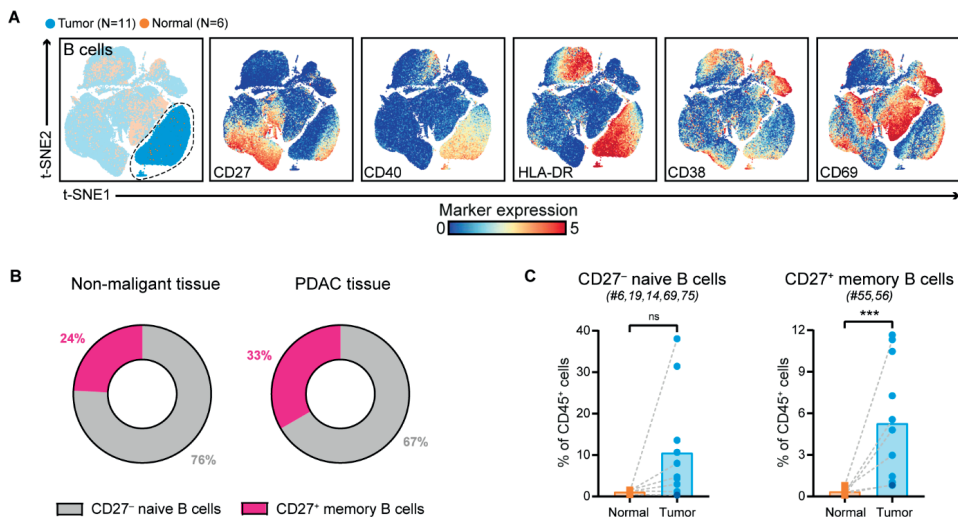 A
Tumor (N=11) Normal (N=6)
B cells
CD27
CD40
HLA-DR
CD38
CD69
t-SNE2
t-SNE1
Marker expression
0 5
B
Non-maligant tissue
PDAC tissue
24%
76%
33%
67%
CD27⁻ naive B cells
CD27⁺ memory B cells
C
CD27⁻ naive B cells
(#6,19,14,69,75)
ns
% of CD45⁺ cells
40
30
20
10
0
Normal Tumor
CD27⁺ memory B cells
(#55,56)
***
% of CD45⁺ cells
12
9
6
3
0
Normal Tumor